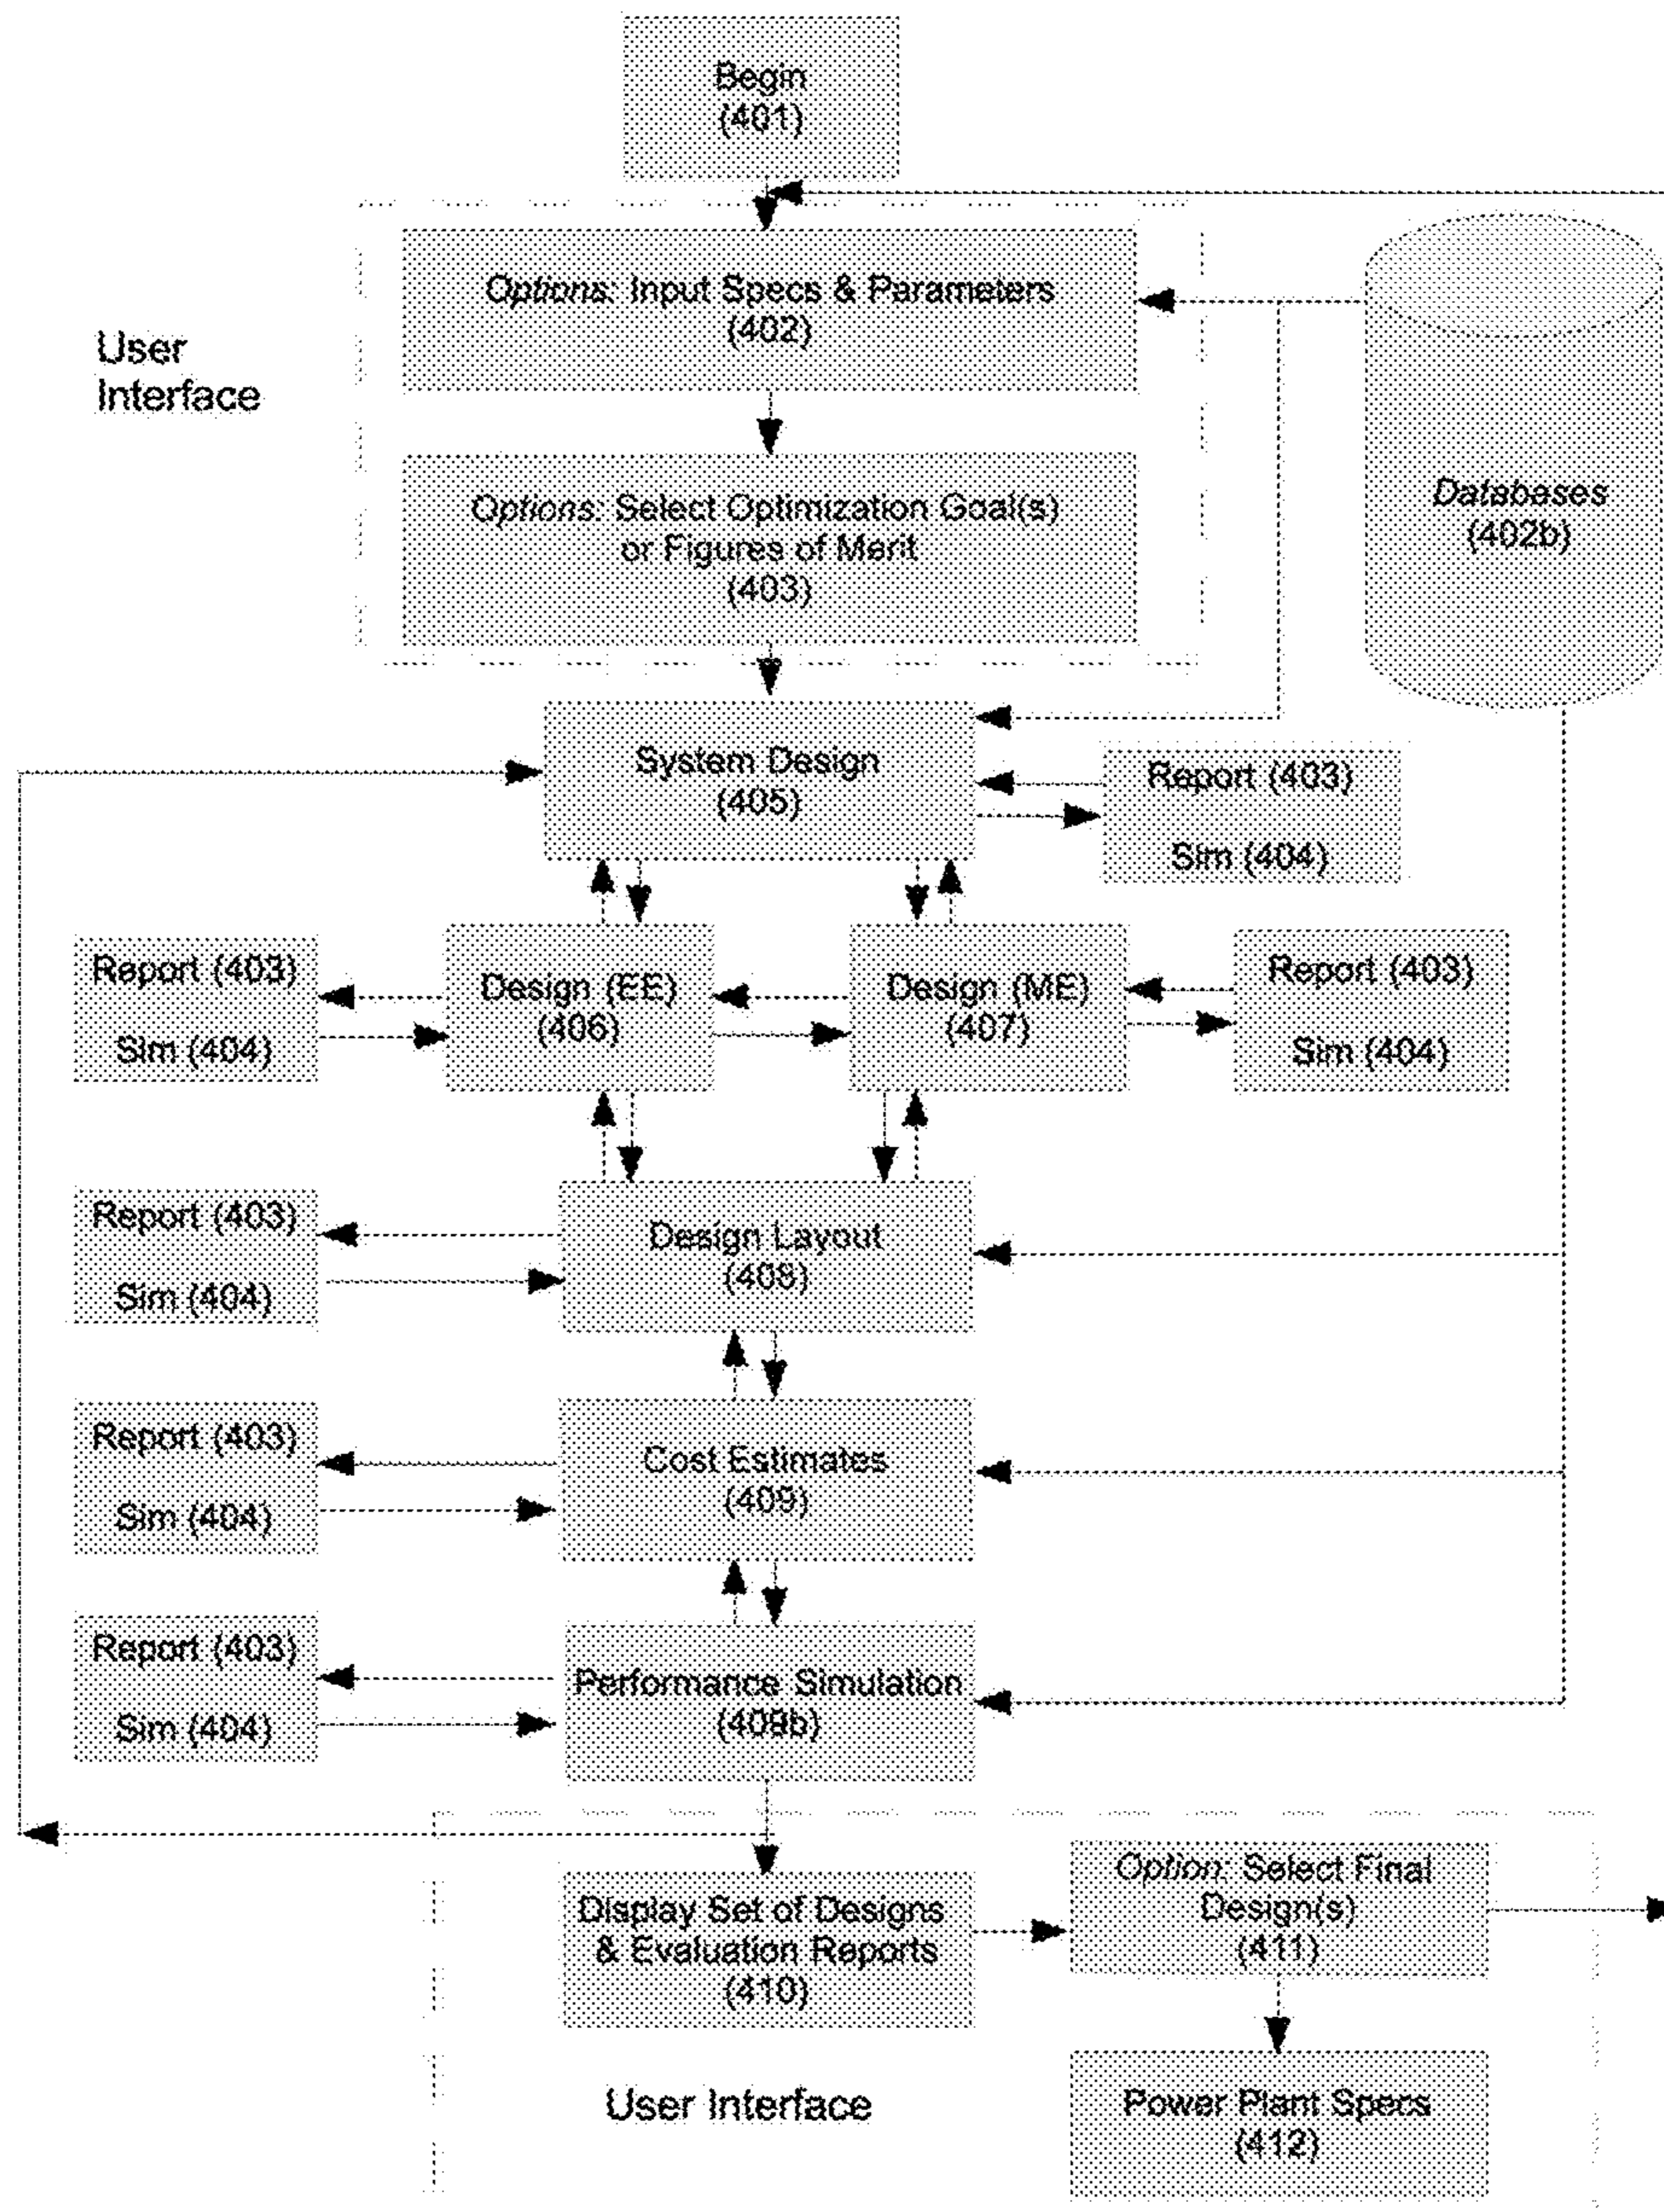 Begin
(401)
User
Interface
Options: Input Specs & Parameters
(402)
Options: Select Optimization Goal(s)
or Figures of Merit
(403)
Databases
(402b)
System Design
(405)
Report (403)
Sim (404)
Report (403)
Sim (404)
Design (EE)
(406)
Design (ME)
(407)
Report (403)
Sim (404)
Report (403)
Sim (404)
Design Layout
(408)
Report (403)
Sim (404)
Cost Estimates
(409)
Report (403)
Sim (404)
Performance Simulation
(409b)
Display Set of Designs
& Evaluation Reports
(410)
Option: Select Final
Design(s)
(411)
User Interface
Power Plant Specs
(412)